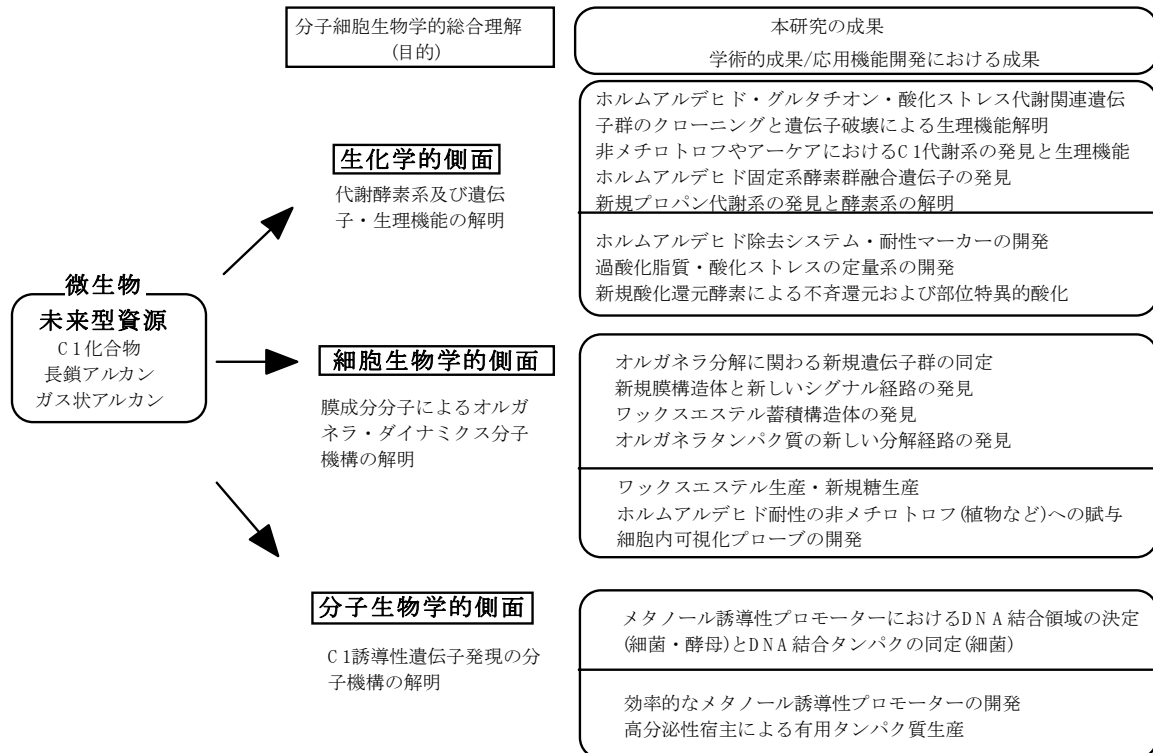 分子細胞生物学的総合理解
(目的)
本研究の成果
学術的成果/応用機能開発における成果
微生物
未来型資源
C1化合物
長鎖アルカン
ガス状アルカン
生化学的側面
代謝酵素系及び遺伝
子・生理機能の解明
ホルムアルデヒド・グルタチオン・酸化ストレス代謝関連遺伝
子群のクローニングと遺伝子破壊による生理機能解明
非メチロトロフやアーケアにおけるC1代謝系の発見と生理機能
ホルムアルデヒド固定系酵素群融合遺伝子の発見
新規プロパン代謝系の発見と酵素系の解明
ホルムアルデヒド除去システム・耐性マーカーの開発
過酸化脂質・酸化ストレスの定量系の開発
新規酸化還元酵素による不斉還元および部位特異的酸化
細胞生物学的側面
膜成分分子によるオルガ
ネラ・ダイナミクス分子
機構の解明
オルガネラ分解に関わる新規遺伝子群の同定
新規膜構造体と新しいシグナル経路の発見
ワックスエステル蓄積構造体の発見
オルガネラタンパク質の新しい分解経路の発見
ワックスエステル生産・新規糖生産
ホルムアルデヒド耐性の非メチロトロフ(植物など)への賦与
細胞内可視化プローブの開発
分子生物学的側面
C1誘導性遺伝子発現の分
子機構の解明
メタノール誘導性プロモーターにおけるDNA結合領域の決定
(細菌・酵母)とDNA結合タンパクの同定(細菌)
効率的なメタノール誘導性プロモーターの開発
高分泌性宿主による有用タンパク質生産